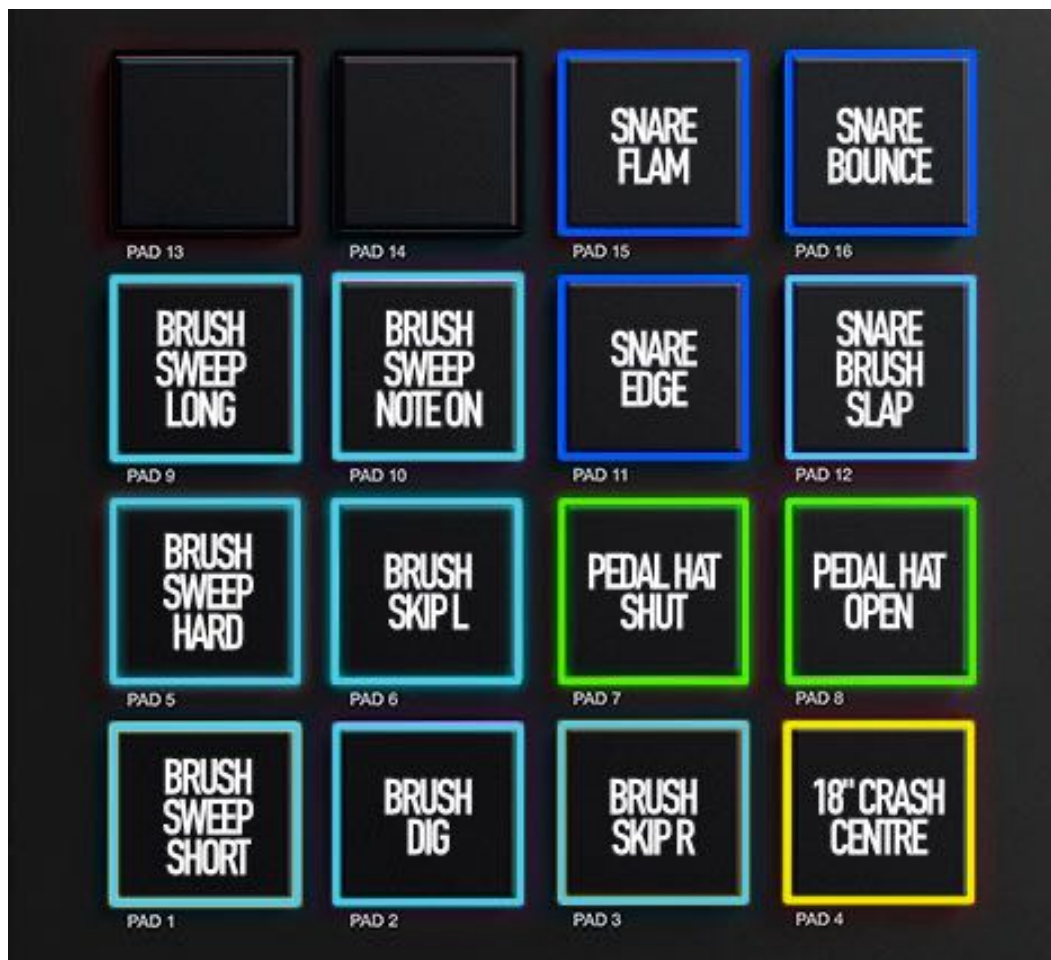 PAD 13
PAD 14
SNARE
FLAM
PAD 15
SNARE
BOUNCE
PAD 16
BRUSH
SWEEP
LONG
PAD 9
BRUSH
SWEEP
NOTE ON
PAD 10
SNARE
EDGE
PAD 11
SNARE
BRUSH
SLAP
PAD 12
BRUSH
SWEEP
HARD
PAD 5
BRUSH
SKIP L
PAD 6
PEDAL HAT
SHUT
PAD 7
PEDAL HAT
OPEN
PAD 8
BRUSH
SWEEP
SHORT
PAD 1
BRUSH
DIG
PAD 2
BRUSH
SKIP R
PAD 3
18" CRASH
CENTRE
PAD 4